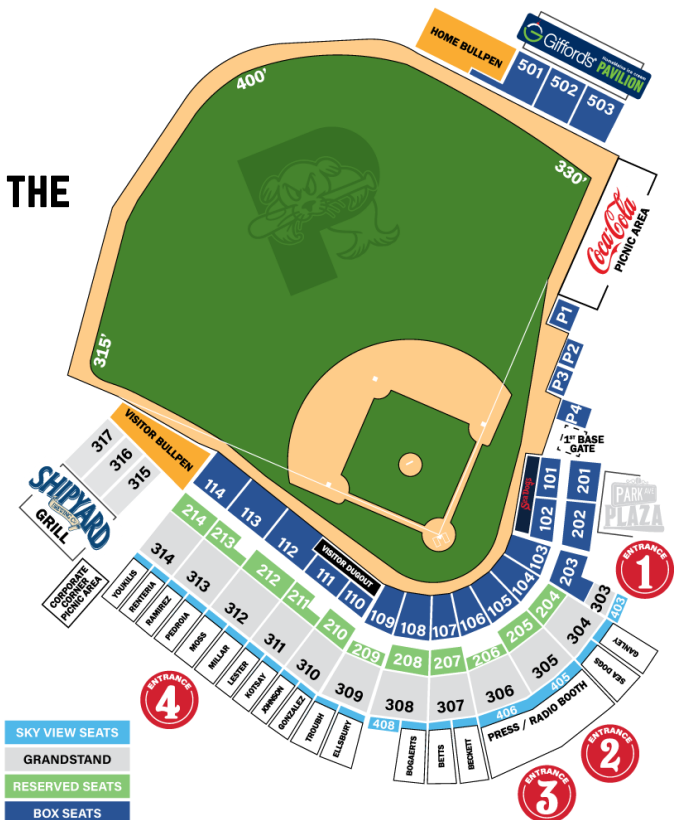 HOME BULLPEN
Gifford's
PAVILION
501
502
503
400'
330'
THE
Coca-Cola
PICNIC AREA
315'
P1
P2
P3
P4
1ST BASE
GATE
VISITOR BULLPEN
317
316
315
SHIPYARD
GRILL
CORPORATE
CORNER
PICNIC AREA
114
113
112
111
110
109
108
107
106
105
104
103
102
101
VISITOR DUGOUT
Sea Dogs
201
202
203
PARK AVE
PLAZA
214
213
212
211
210
209
208
207
206
205
204
314
313
312
311
310
309
308
307
306
305
304
303
403
405
406
408
YOUKILIS
RENTERIA
RAMIREZ
PEDROIA
MOSS
MILLAR
LESTER
KOTSAY
JOHNSON
GONZALEZ
TROUBH
ELLSBURY
BOGAERTS
BETTS
BECKETT
PRESS / RADIO BOOTH
SEA DOGS
GANLEY
ENTRANCE
1
ENTRANCE
2
ENTRANCE
3
ENTRANCE
4
SKY VIEW SEATS
GRANDSTAND
RESERVED SEATS
BOX SEATS